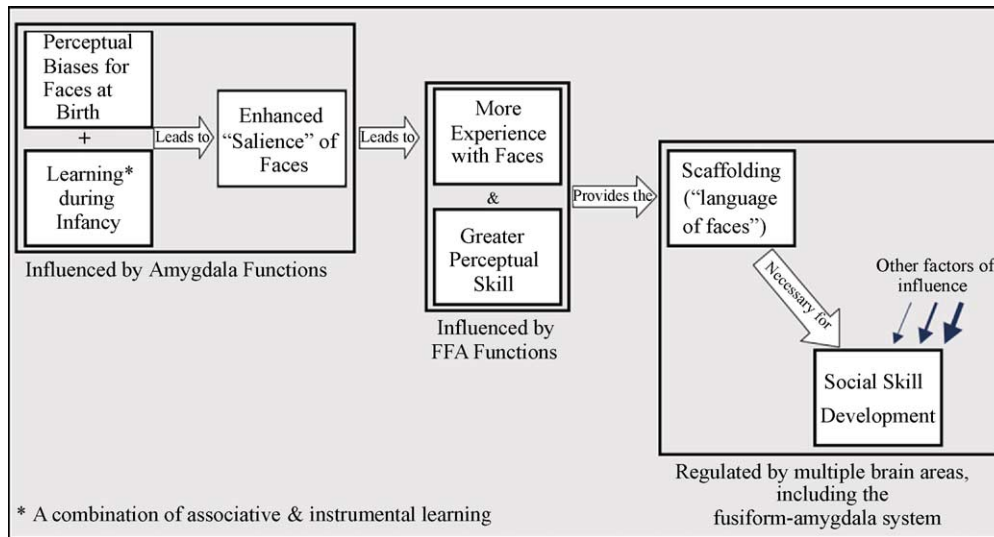 Perceptual
Biases for
Faces at
Birth
+
Learning*
during
Infancy
Leads to
Enhanced
“Salience” of
Faces
Influenced by Amygdala Functions
Leads to
More
Experience
with Faces
&
Greater
Perceptual
Skill
Influenced by
FFA Functions
Provides the
Scaffolding
(“language
of faces”)
Necessary for
Other factors of
influence
Social Skill
Development
Regulated by multiple brain areas,
including the
fusiform-amygdala system
* A combination of associative & instrumental learning